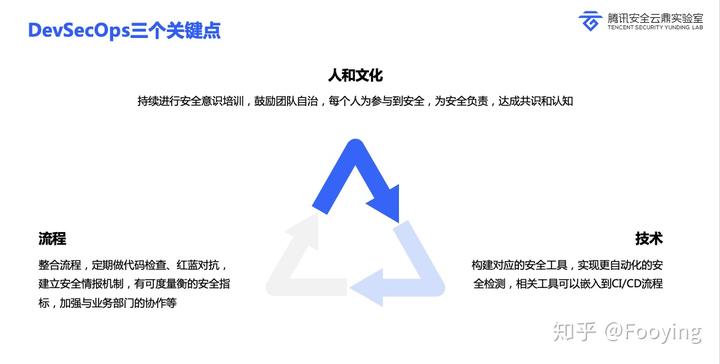 DevSecOps三个关键点
腾讯安全云鼎实验室
TENCENT SECURITY YUNDING LAB
人和文化
持续进行安全意识培训，鼓励团队自治，每个人为参与到安全，为安全负责，达成共识和认知
流程
整合流程，定期做代码检查、红蓝对抗，
建立安全情报机制，有可度量衡的安全指
标，加强与业务部门的协作等
技术
构建对应的安全工具，实现更自动化的安
全检测，相关工具可以嵌入到CI/CD流程
知乎 @Fooying